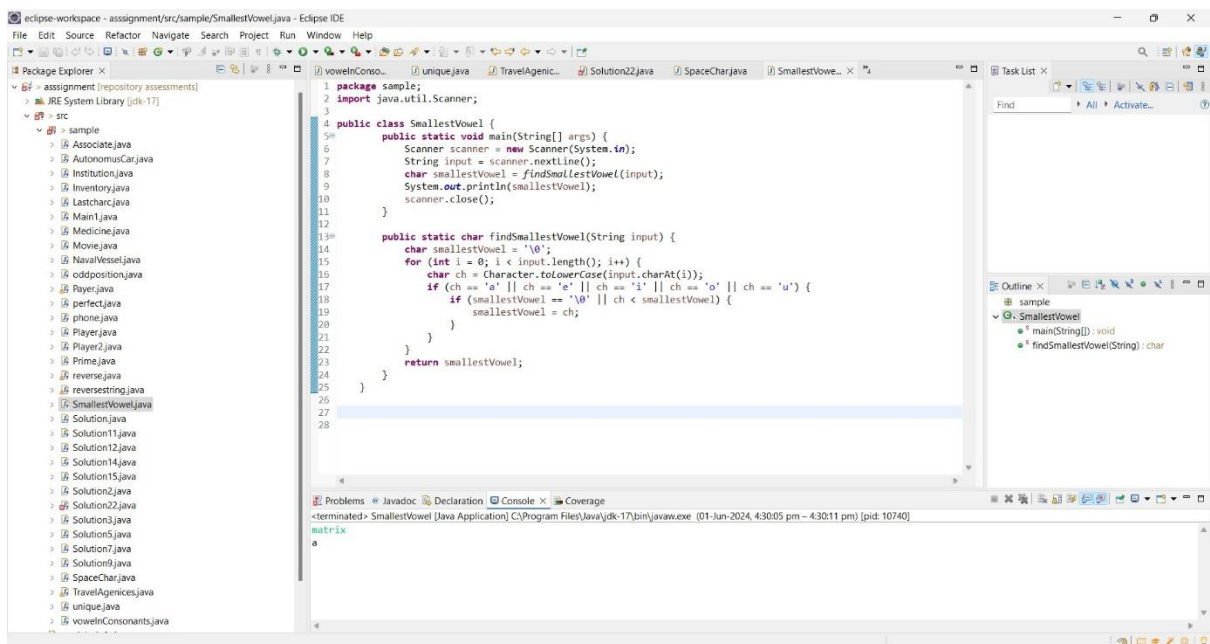 eclipse-workspace - asssignment/src/sample/SmallestVowel.java - Eclipse IDE
File Edit Source Refactor Navigate Search Project Run Window Help
Package Explorer
> asssignment [repository assessments]
JRE System Library [jdk-17]
> src
> sample
Associate.java
AutonomusCar.java
Institution.java
Inventory.java
Lastcharc.java
Main1.java
Medicine.java
Movie.java
NavalVessel.java
oddposition.java
Payer.java
perfect.java
phone.java
Player.java
Player2.java
Prime.java
reverse.java
reversestring.java
SmallestVowel.java
Solution.java
Solution11.java
Solution12.java
Solution14.java
Solution15.java
Solution2.java
Solution22.java
Solution3.java
Solution5.java
Solution7.java
Solution9.java
SpaceChar.java
TravelAgenices.java
unique.java
vowelnConsonants.java
vowelnConso... unique.java TravelAgenic... Solution22.java SpaceChar.java SmallestVowe... 
1 package sample;
2 import java.util.Scanner;
3
4 public class SmallestVowel {
5 public static void main(String[] args) {
6 Scanner scanner = new Scanner(System.in);
7 String input = scanner.nextLine();
8 char smallestVowel = findSmallestVowel(input);
9 System.out.println(smallestVowel);
10 scanner.close();
11 }
12
13 public static char findSmallestVowel(String input) {
14 char smallestVowel = '\0';
15 for (int i = 0; i < input.length(); i++) {
16 char ch = Character.toLowerCase(input.charAt(i));
17 if (ch == 'a' || ch == 'e' || ch == 'i' || ch == 'o' || ch == 'u') {
18 if (smallestVowel == '\0' || ch < smallestVowel) {
19 smallestVowel = ch;
20 }
21 }
22 }
23 return smallestVowel;
24 }
25 }
26
27
28
Problems Javadoc Declaration Console Coverage
<terminated> SmallestVowel [Java Application] C:\Program Files\Java\jdk-17\bin\javaw.exe (01-Jun-2024, 4:30:05 pm – 4:30:11 pm) [pid: 10740]
matrix
a
Task List
Find All Activate...
Outline
sample
SmallestVowel
main(String[]) : void
findSmallestVowel(String) : char